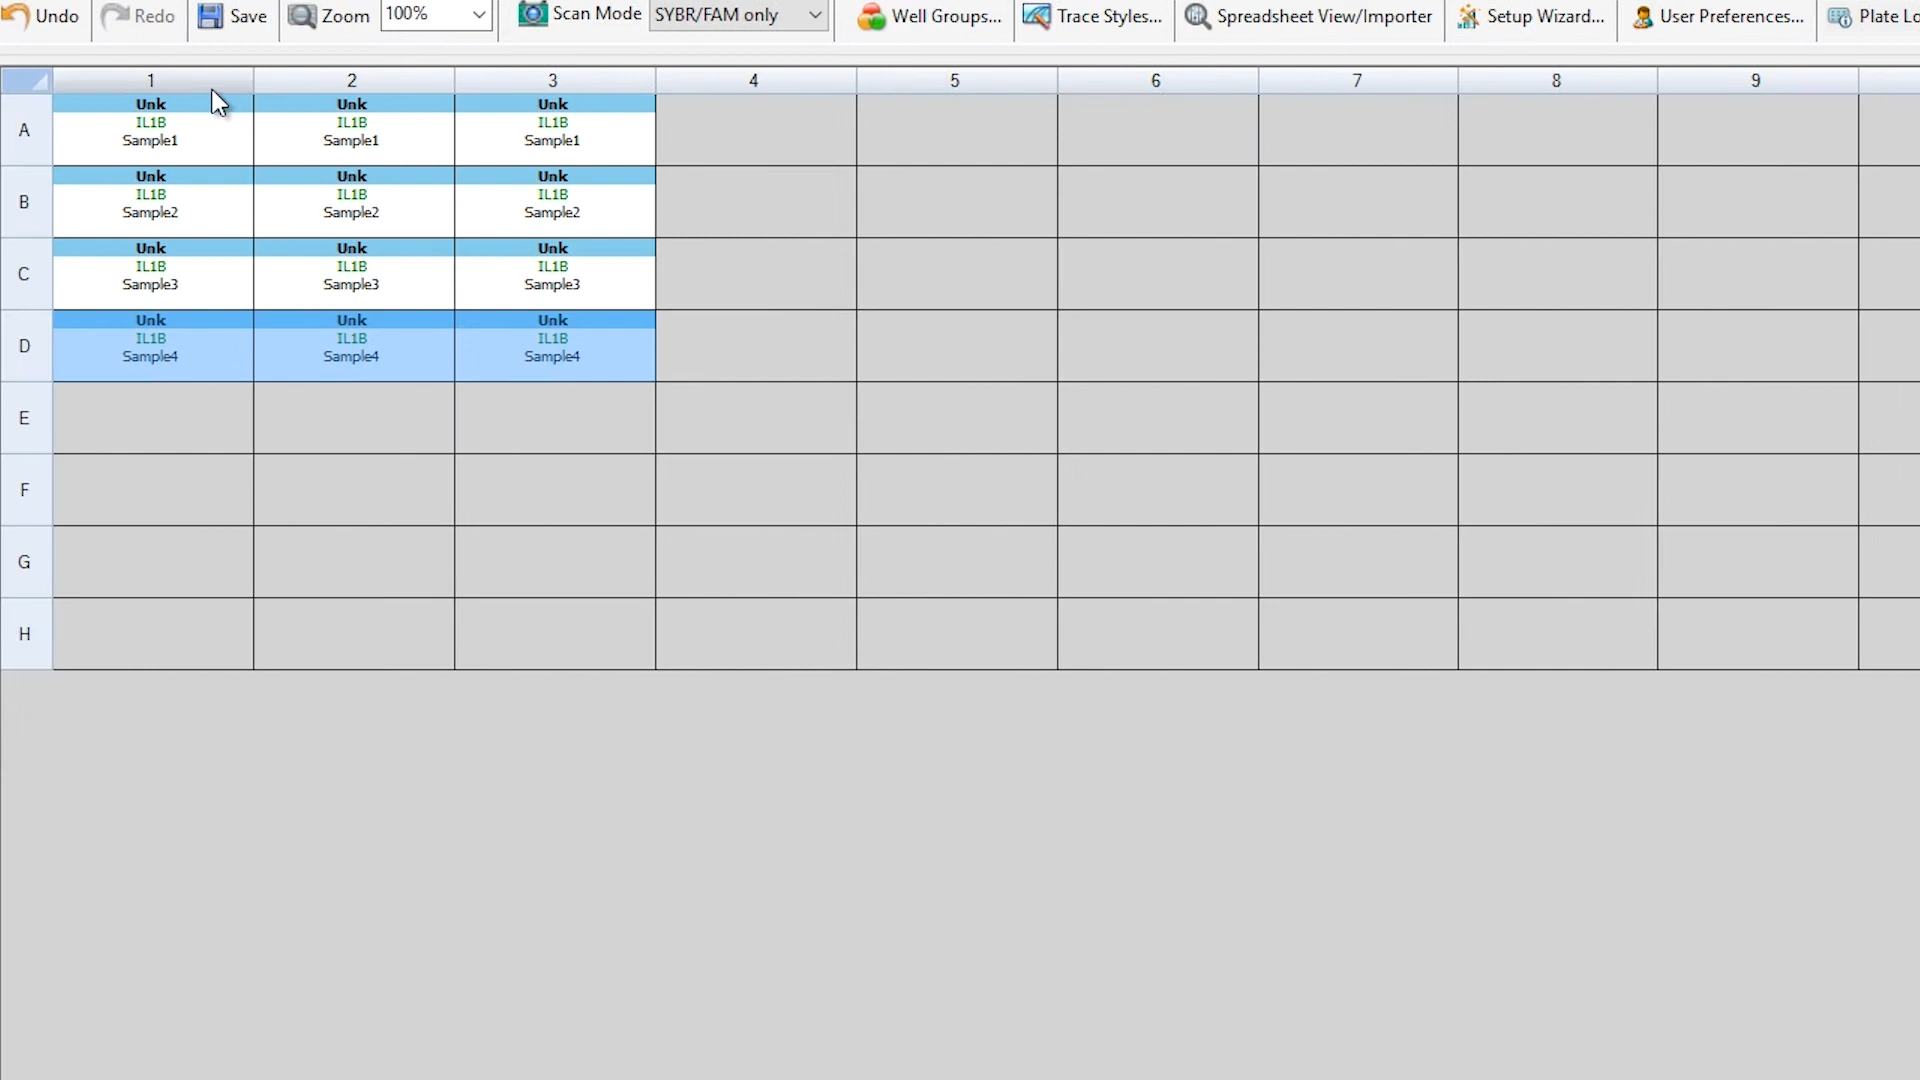 Undo Redo Save Zoom 100% Scan Mode SYBR/FAM only Well Groups... Trace Styles... Spreadsheet View/Importer Setup Wizard... User Preferences... Plate Lo
1 2 3 4 5 6 7 8 9
Unk Unk Unk
A IL1B IL1B IL1B
Sample1 Sample1 Sample1
Unk Unk Unk
B IL1B IL1B IL1B
Sample2 Sample2 Sample2
Unk Unk Unk
C IL1B IL1B IL1B
Sample3 Sample3 Sample3
Unk Unk Unk
D IL1B IL1B IL1B
Sample4 Sample4 Sample4
E
F
G
H